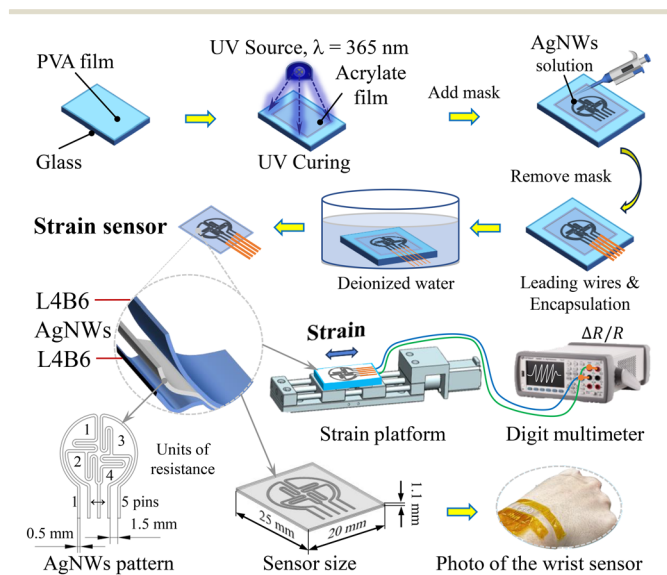 UV Source, λ = 365 nm
PVA film
Acrylate
film
Glass
UV Curing
Add mask
AgNWs
solution
Remove mask
Strain sensor
Deionized water
Leading wires &
Encapsulation
L4B6
AgNWs
L4B6
Strain
ΔR/R
Strain platform
Digit multimeter
1
2
3
4
Units of
resistance
1
5 pins
0.5 mm
1.5 mm
AgNWs pattern
25 mm
20 mm
1.1 mm
Sensor size
Photo of the wrist sensor